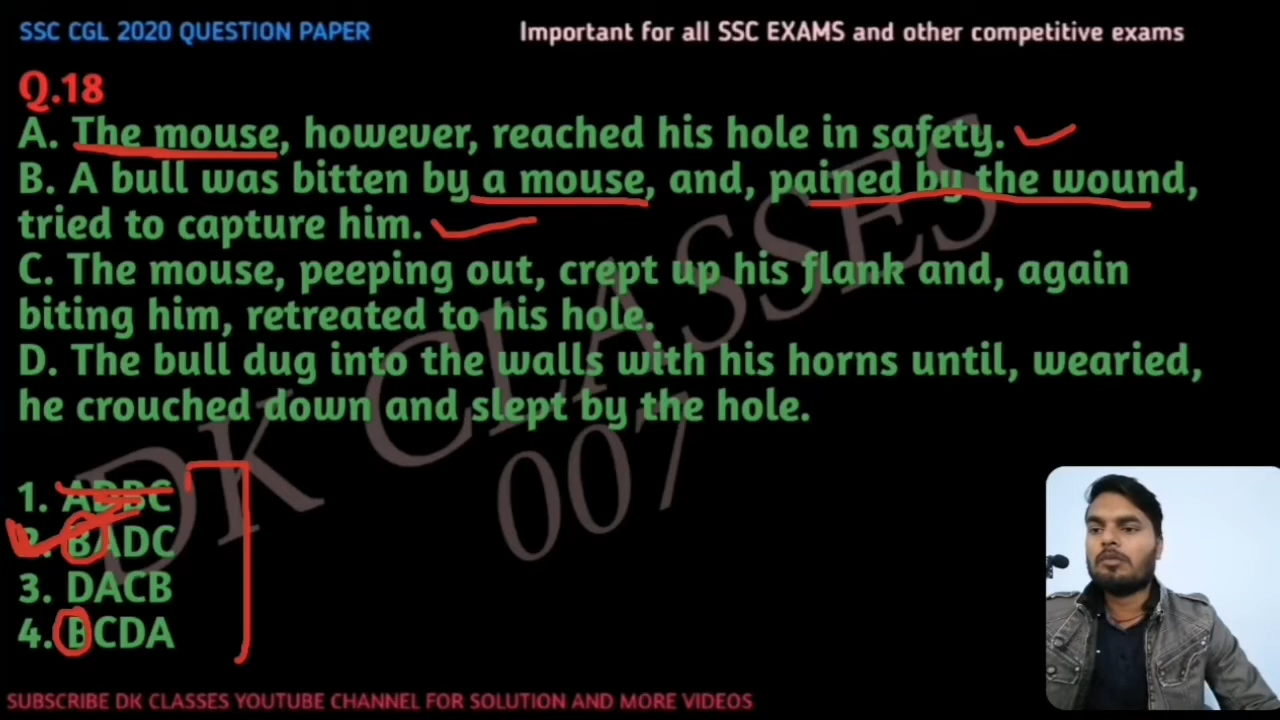 SSC CGL 2020 QUESTION PAPER
Important for all SSC EXAMS and other competitive exams
Q.18
A. The mouse, however, reached his hole in safety.
B. A bull was bitten by a mouse, and, pained by the wound,
tried to capture him.
C. The mouse, peeping out, crept up his flank and, again
biting him, retreated to his hole.
D. The bull dug into the walls with his horns until, wearied,
he crouched down and slept by the hole.
DK CLASSES
007
1. ADBC
2. BADC
3. DACB
4. BCDA
SUBSCRIBE DK CLASSES YOUTUBE CHANNEL FOR SOLUTION AND MORE VIDEOS